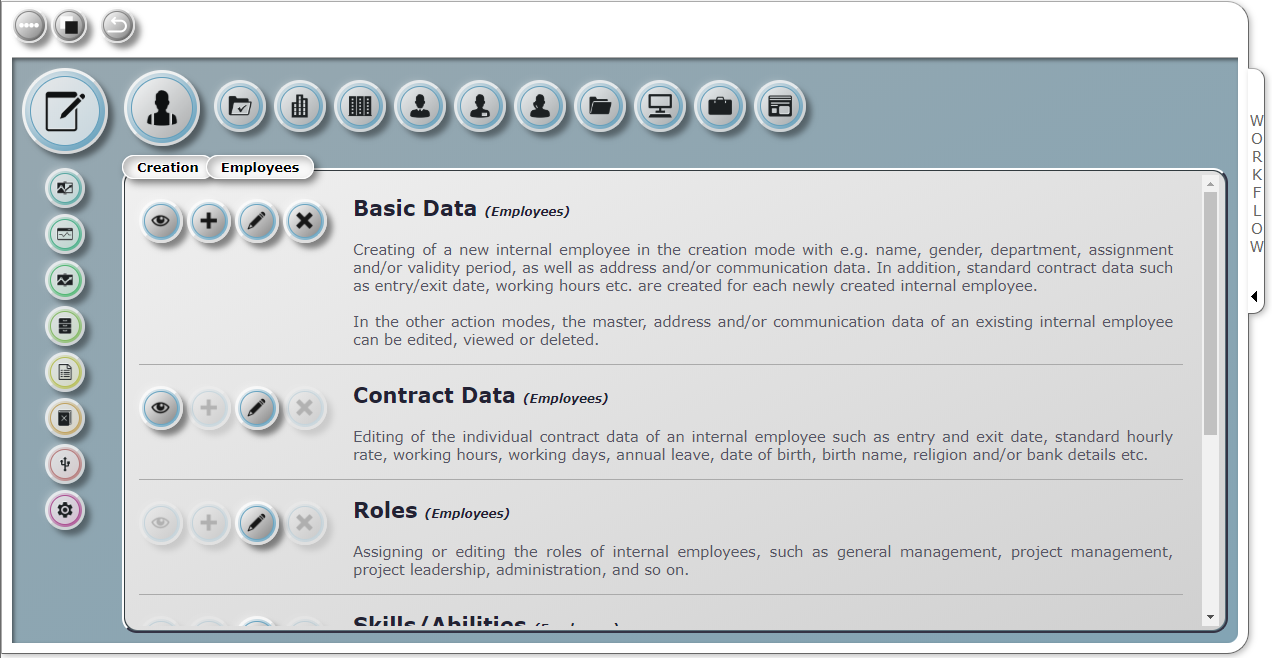 Creation Employees
Basic Data (Employees)
Creating of a new internal employee in the creation mode with e.g. name, gender, department, assignment
and/or validity period, as well as address and/or communication data. In addition, standard contract data such
as entry/exit date, working hours etc. are created for each newly created internal employee.
In the other action modes, the master, address and/or communication data of an existing internal employee
can be edited, viewed or deleted.
Contract Data (Employees)
Editing of the individual contract data of an internal employee such as entry and exit date, standard hourly
rate, working hours, working days, annual leave, date of birth, birth name, religion and/or bank details etc.
Roles (Employees)
Assigning or editing the roles of internal employees, such as general management, project management,
project leadership, administration, and so on.
Skills/Abilities (Employees)
WORKFLOW